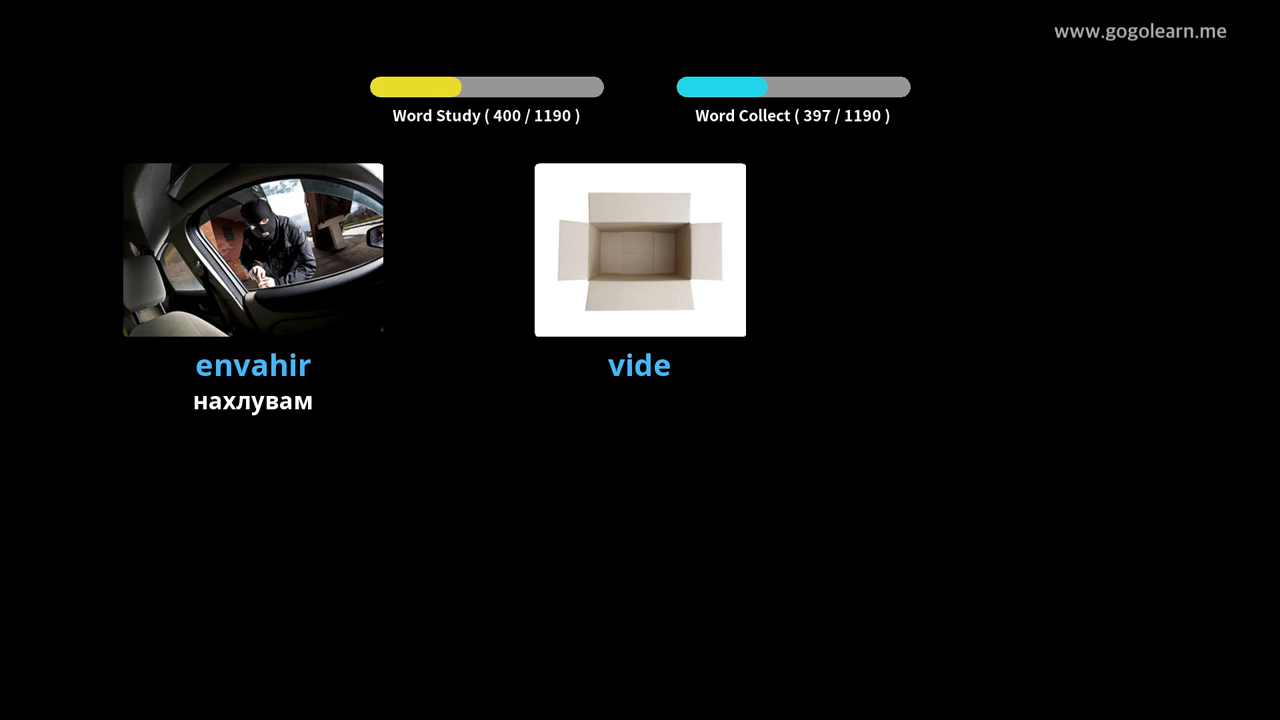 www.gogolearn.me
Word Study ( 400 / 1190 )
Word Collect ( 397 / 1190 )
envahir
нахлувам
vide